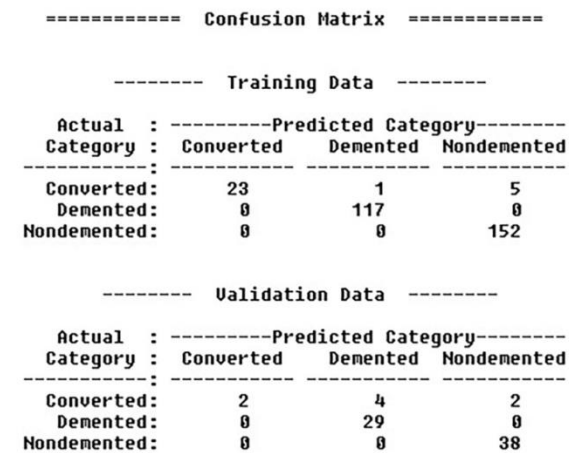 ============ Confusion Matrix ============
-------- Training Data --------
Actual : ---------Predicted Category--------
Category : Converted Demented Nondemented
-----------: ----------- ----------- -----------
Converted: 23 1 5
Demented: 0 117 0
Nondemented: 0 0 152
-------- Validation Data --------
Actual : ---------Predicted Category--------
Category : Converted Demented Nondemented
-----------: ----------- ----------- -----------
Converted: 2 4 2
Demented: 0 29 0
Nondemented: 0 0 38